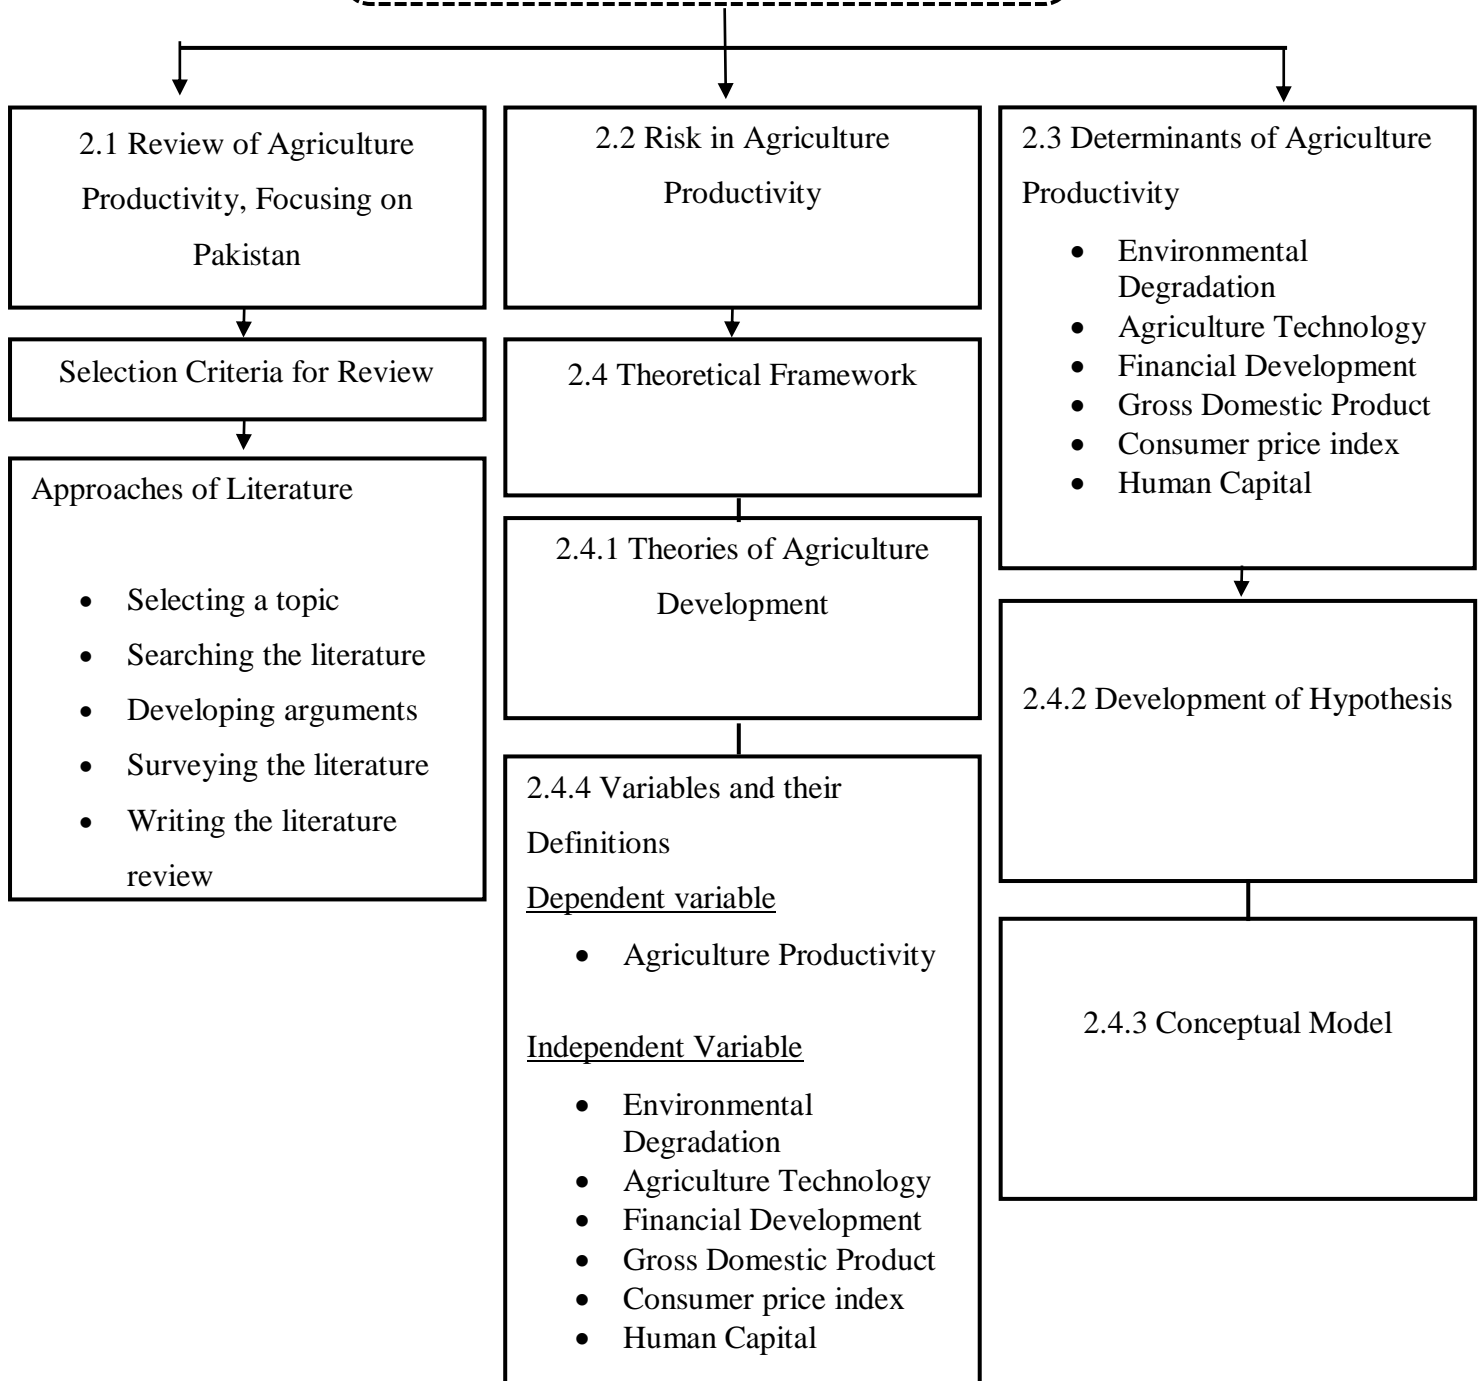 2.1 Review of Agriculture
Productivity, Focusing on
Pakistan
Selection Criteria for Review
Approaches of Literature
• Selecting a topic
• Searching the literature
• Developing arguments
• Surveying the literature
• Writing the literature
review
2.2 Risk in Agriculture
Productivity
2.4 Theoretical Framework
2.4.1 Theories of Agriculture
Development
2.4.4 Variables and their
Definitions
Dependent variable
• Agriculture Productivity
Independent Variable
• Environmental
Degradation
• Agriculture Technology
• Financial Development
• Gross Domestic Product
• Consumer price index
• Human Capital
2.3 Determinants of Agriculture
Productivity
• Environmental
Degradation
• Agriculture Technology
• Financial Development
• Gross Domestic Product
• Consumer price index
• Human Capital
2.4.2 Development of Hypothesis
2.4.3 Conceptual Model